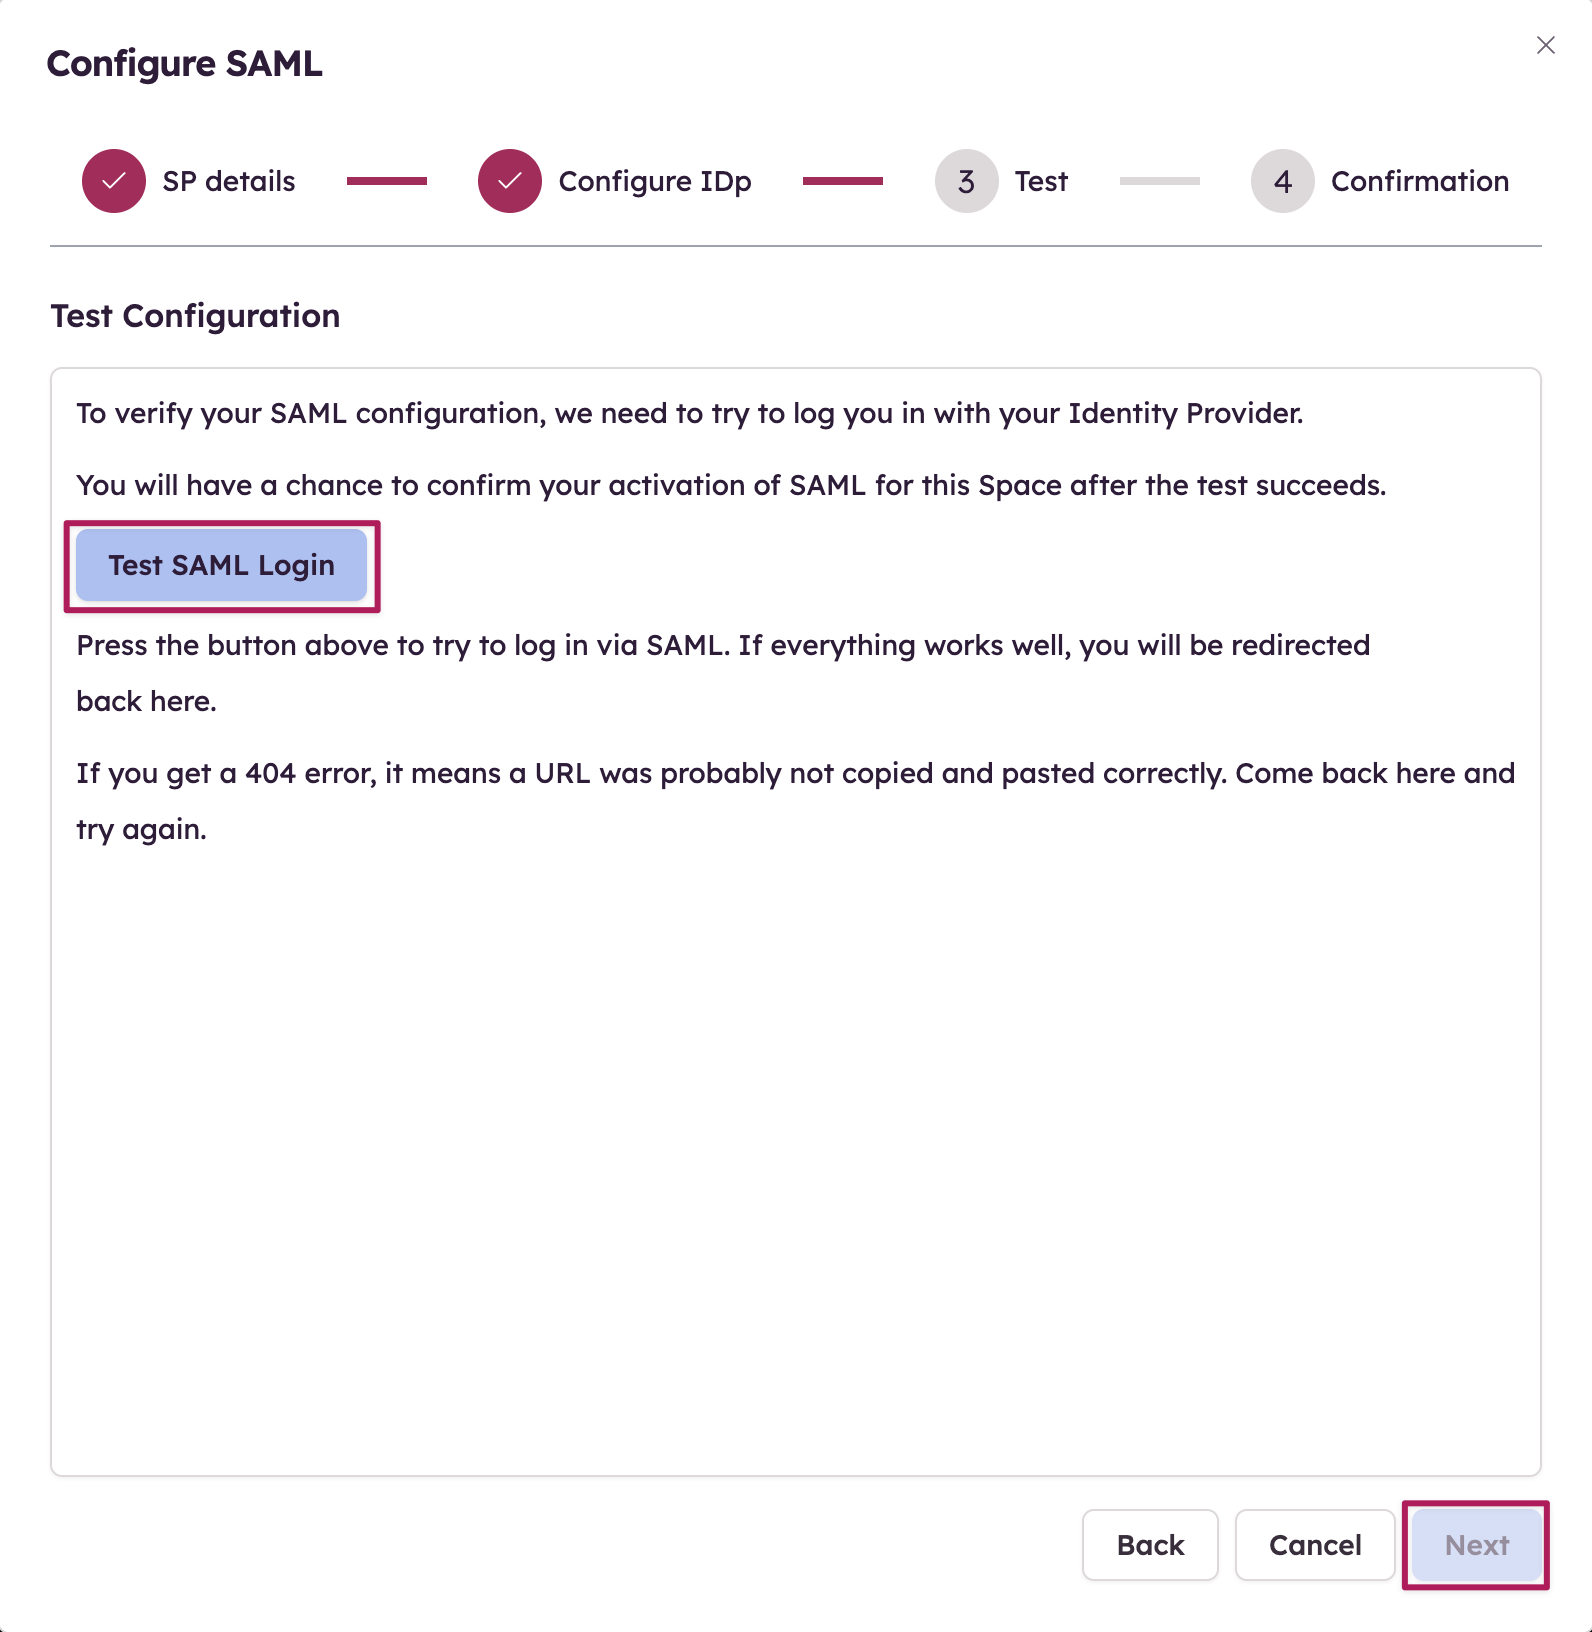 Configure SAML
SP details
Configure IDp
3 Test
4 Confirmation
Test Configuration
To verify your SAML configuration, we need to try to log you in with your Identity Provider.
You will have a chance to confirm your activation of SAML for this Space after the test succeeds.
Test SAML Login
Press the button above to try to log in via SAML. If everything works well, you will be redirected
back here.
If you get a 404 error, it means a URL was probably not copied and pasted correctly. Come back here and
try again.
Back
Cancel
Next